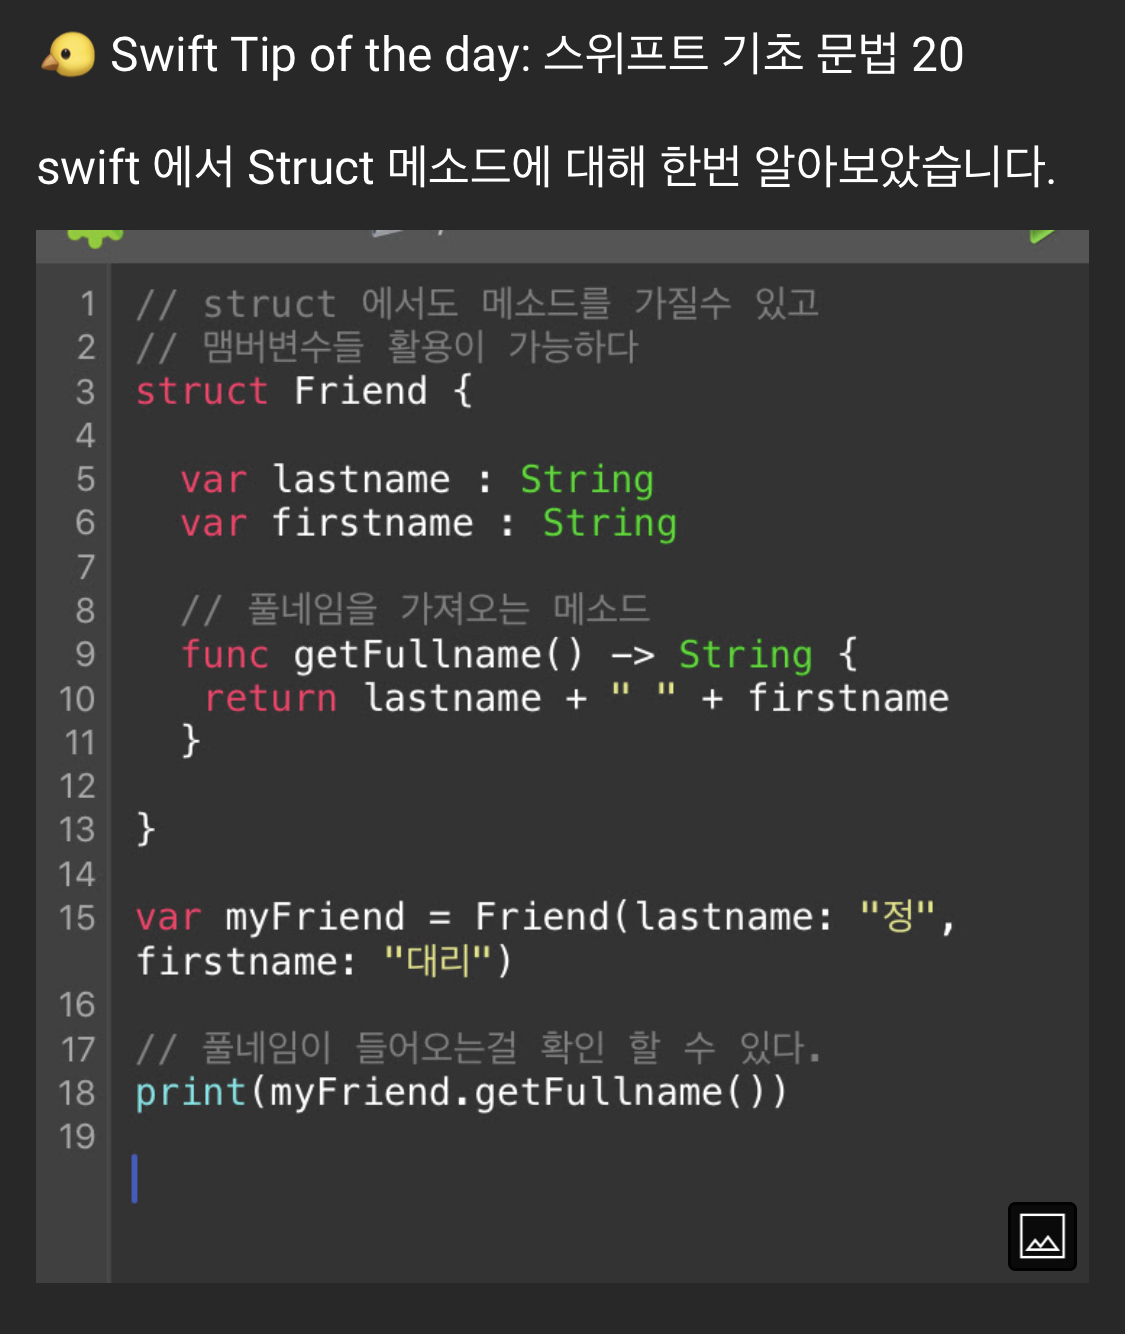 🐤 Swift Tip of the day: 스위프트 기초 문법 20
swift 에서 Struct 메소드에 대해 한번 알아보았습니다.
1 // struct 에서도 메소드를 가질수 있고
2 // 맴버변수들 활용이 가능하다
3 struct Friend {
4
5 var lastname : String
6 var firstname : String
7
8 // 풀네임을 가져오는 메소드
9 func getFullname() -> String {
10 return lastname + " " + firstname
11 }
12
13 }
14
15 var myFriend = Friend(lastname: "정",
firstname: "대리")
16
17 // 풀네임이 들어오는걸 확인 할 수 있다.
18 print(myFriend.getFullname())
19